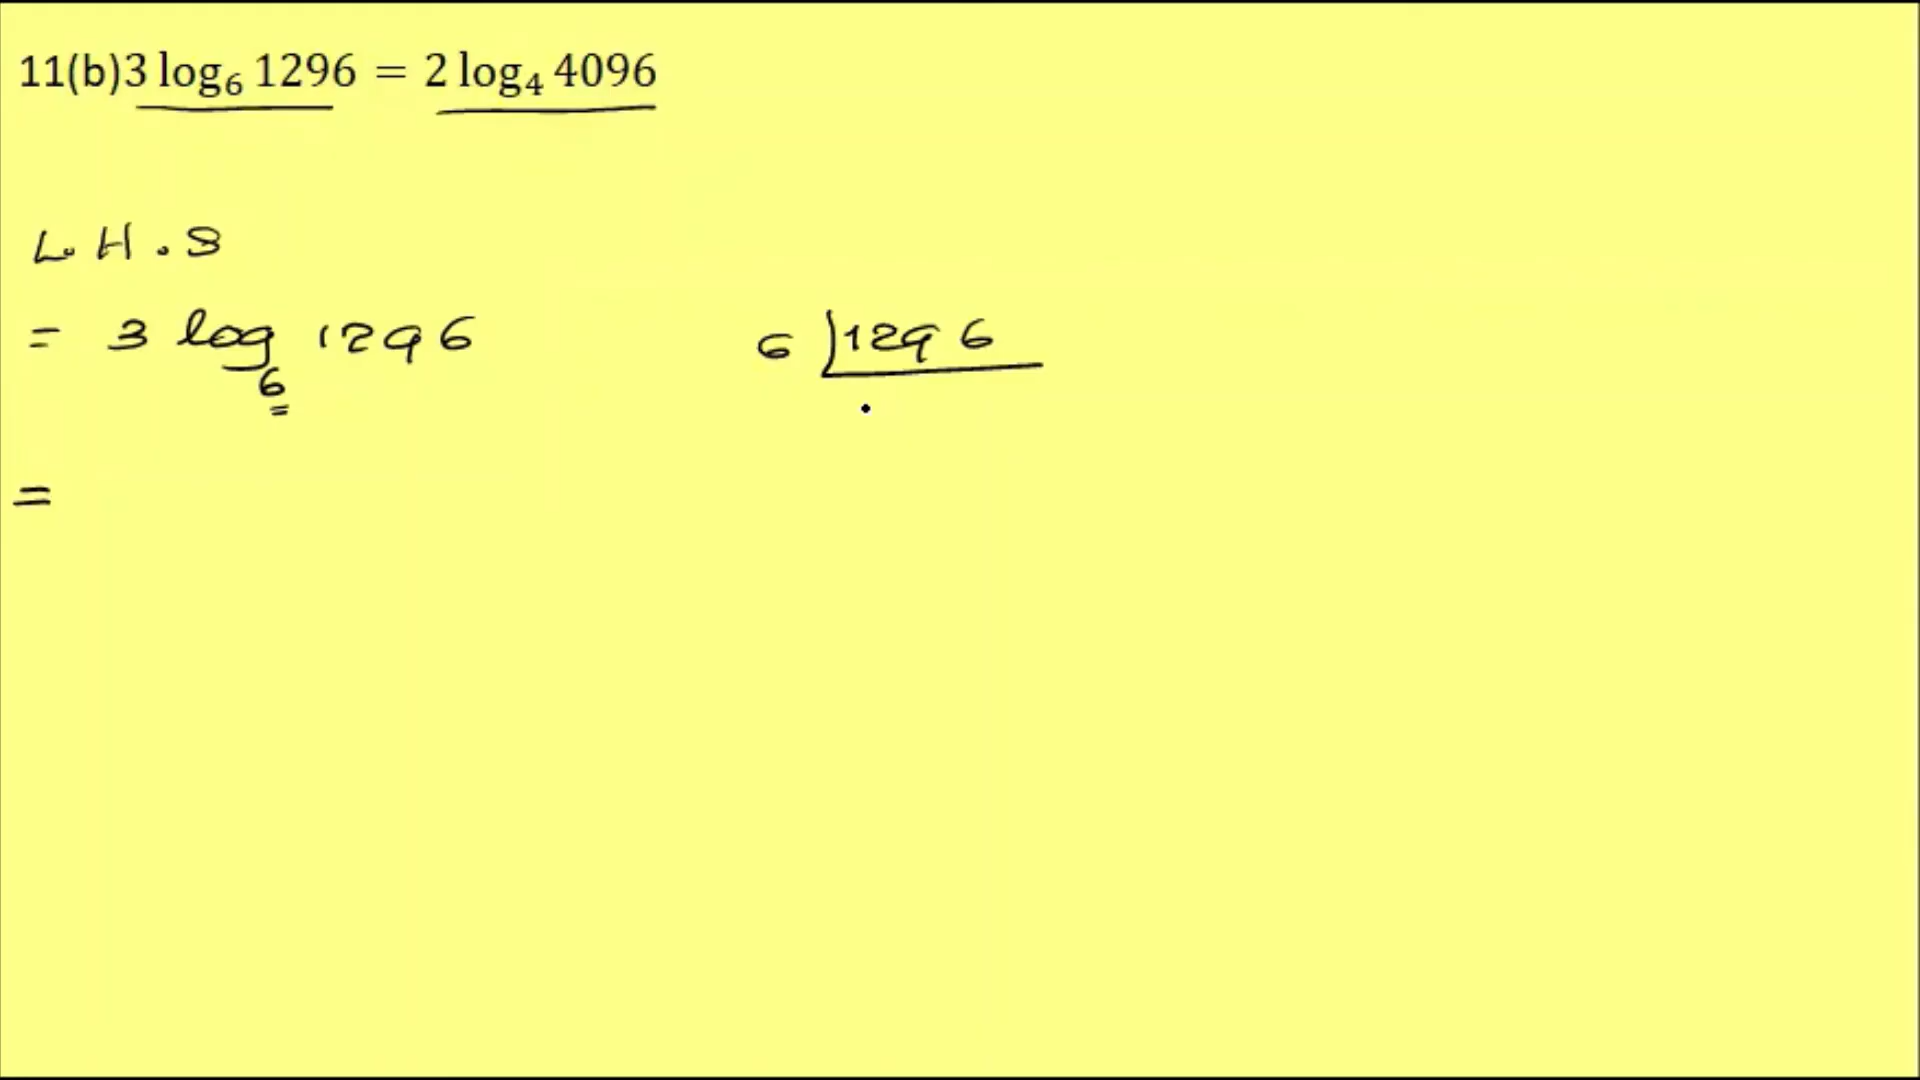 11(b)3 log₆ 1296 = 2 log₄ 4096
L.H.S
= 3 log₆ 1296
6 )1296
=